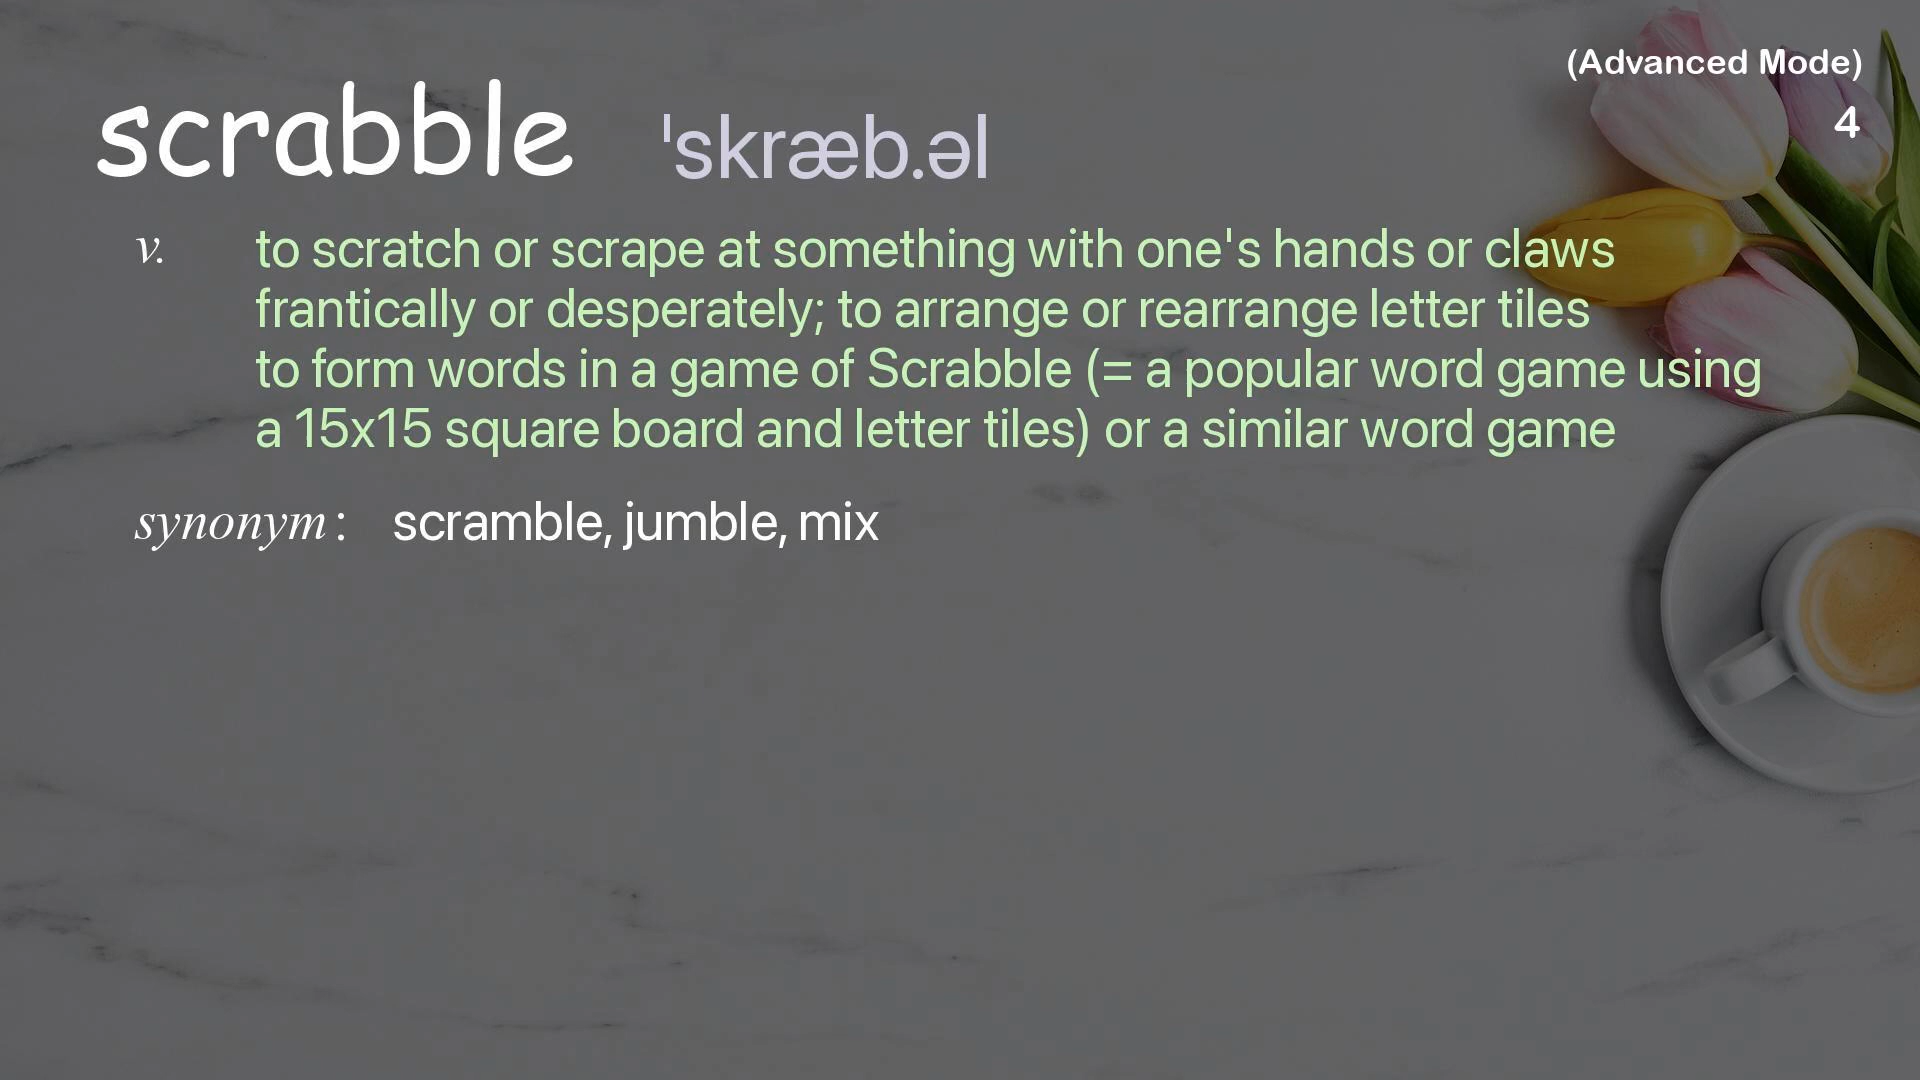 (Advanced Mode)
4
scrabble ˈskræb.əl
v. to scratch or scrape at something with one's hands or claws
frantically or desperately; to arrange or rearrange letter tiles
to form words in a game of Scrabble (= a popular word game using
a 15x15 square board and letter tiles) or a similar word game
synonym : scramble, jumble, mix